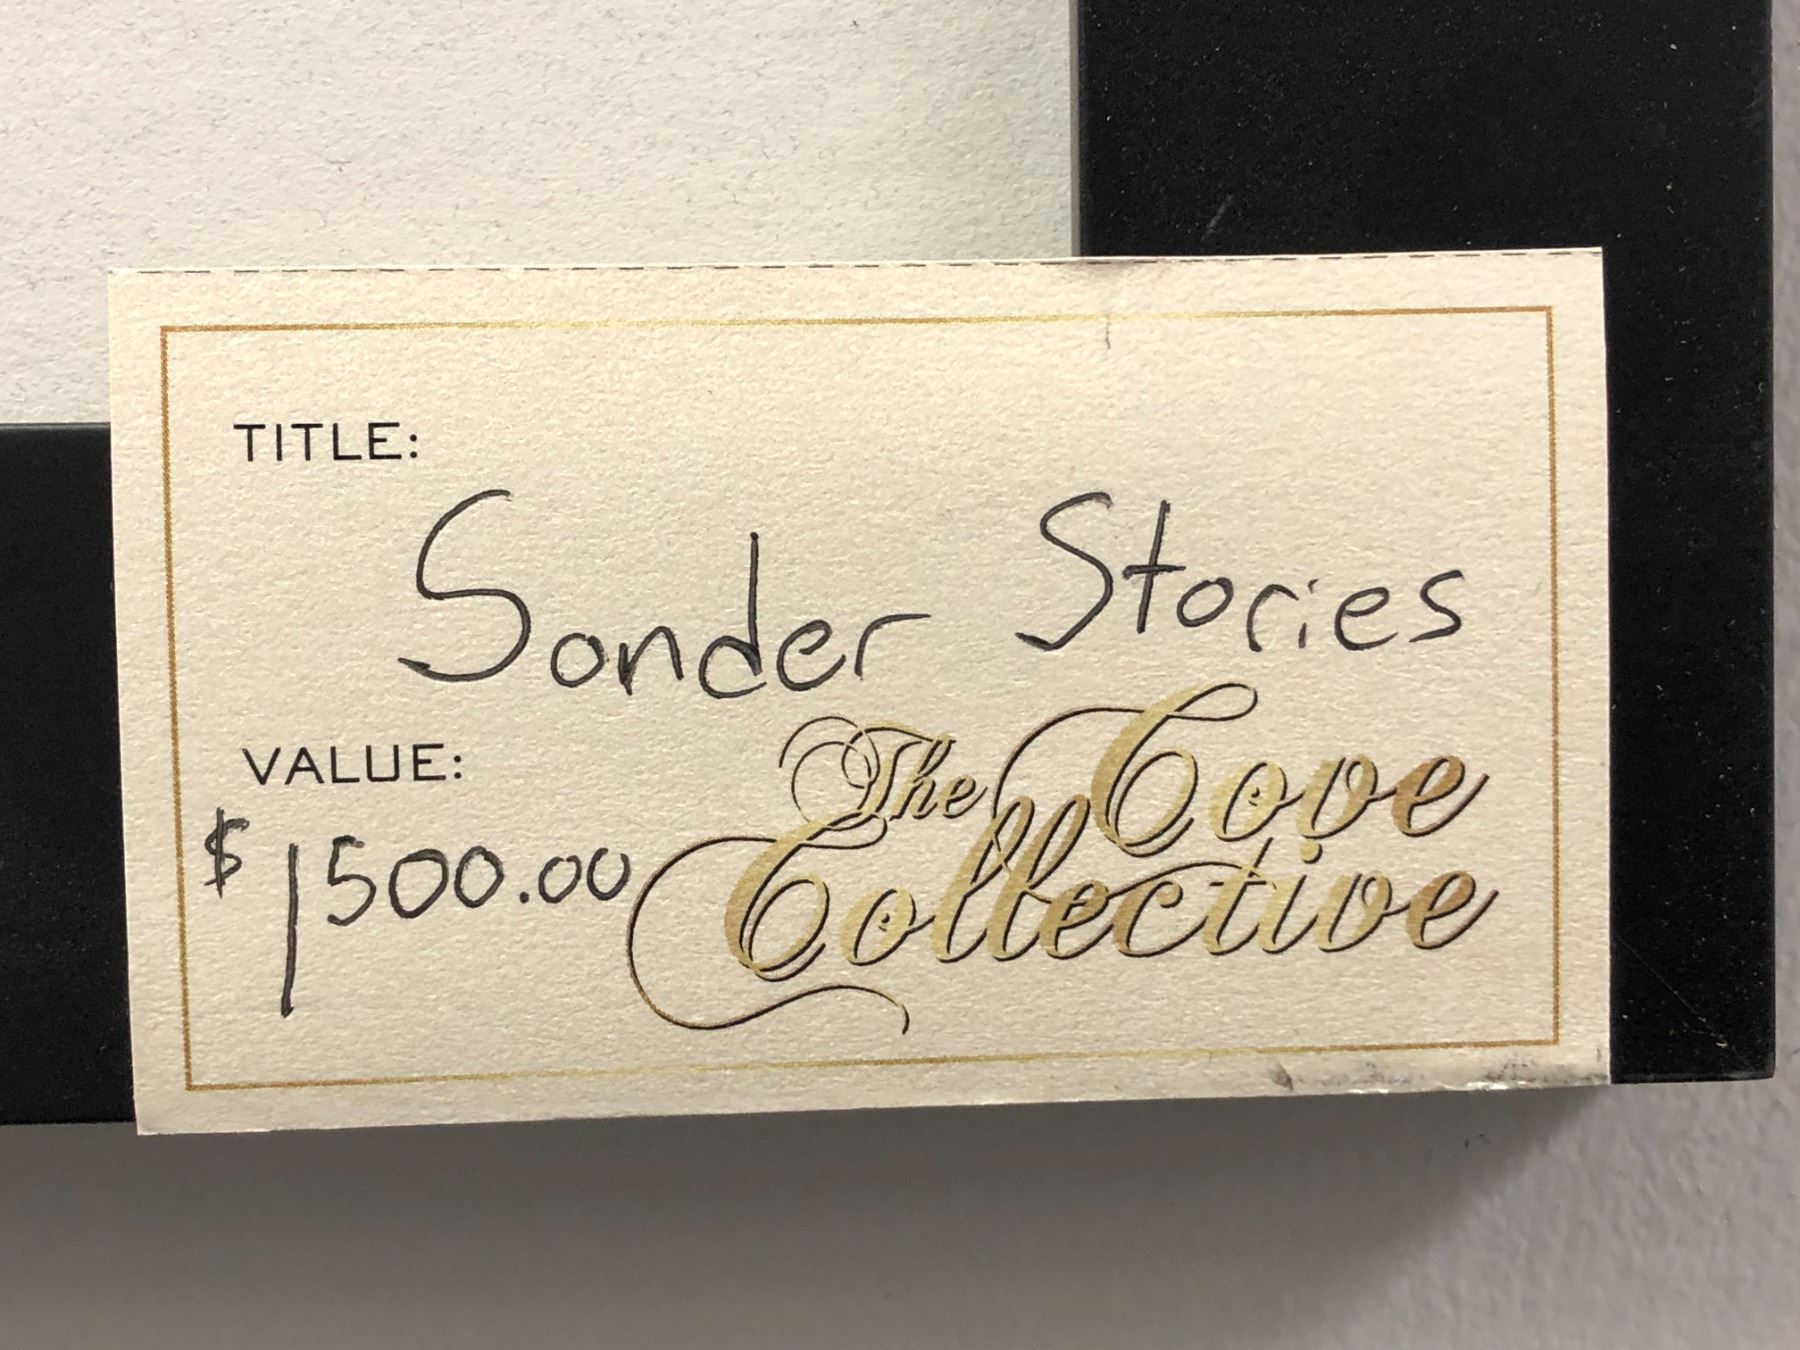 TITLE:
Sonder Stories
VALUE:
$1500.00
The Cove
Collective